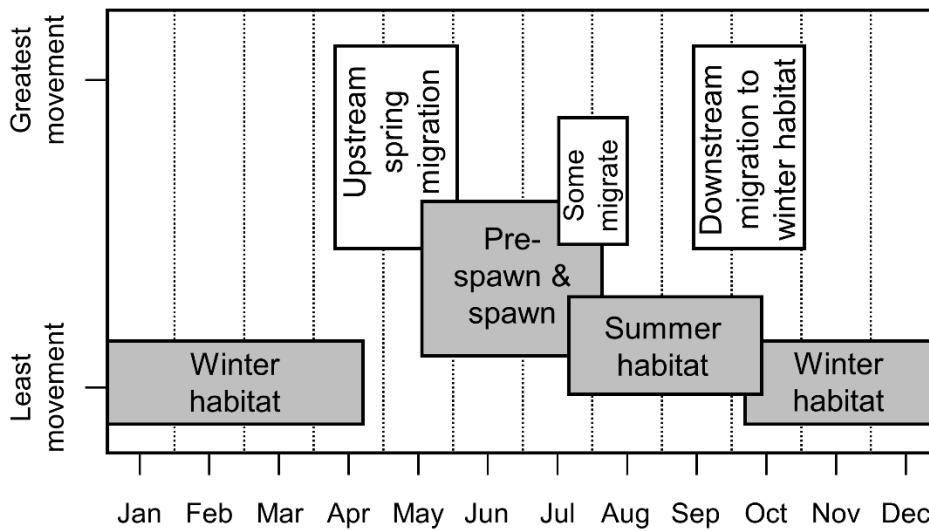 Greatest
movement
Least
movement
Upstream
spring
migration
Some
migrate
Downstream
migration to
winter habitat
Pre-
spawn &
spawn
Summer
habitat
Winter
habitat
Winter
habitat
Jan Feb Mar Apr May Jun Jul Aug Sep Oct Nov Dec